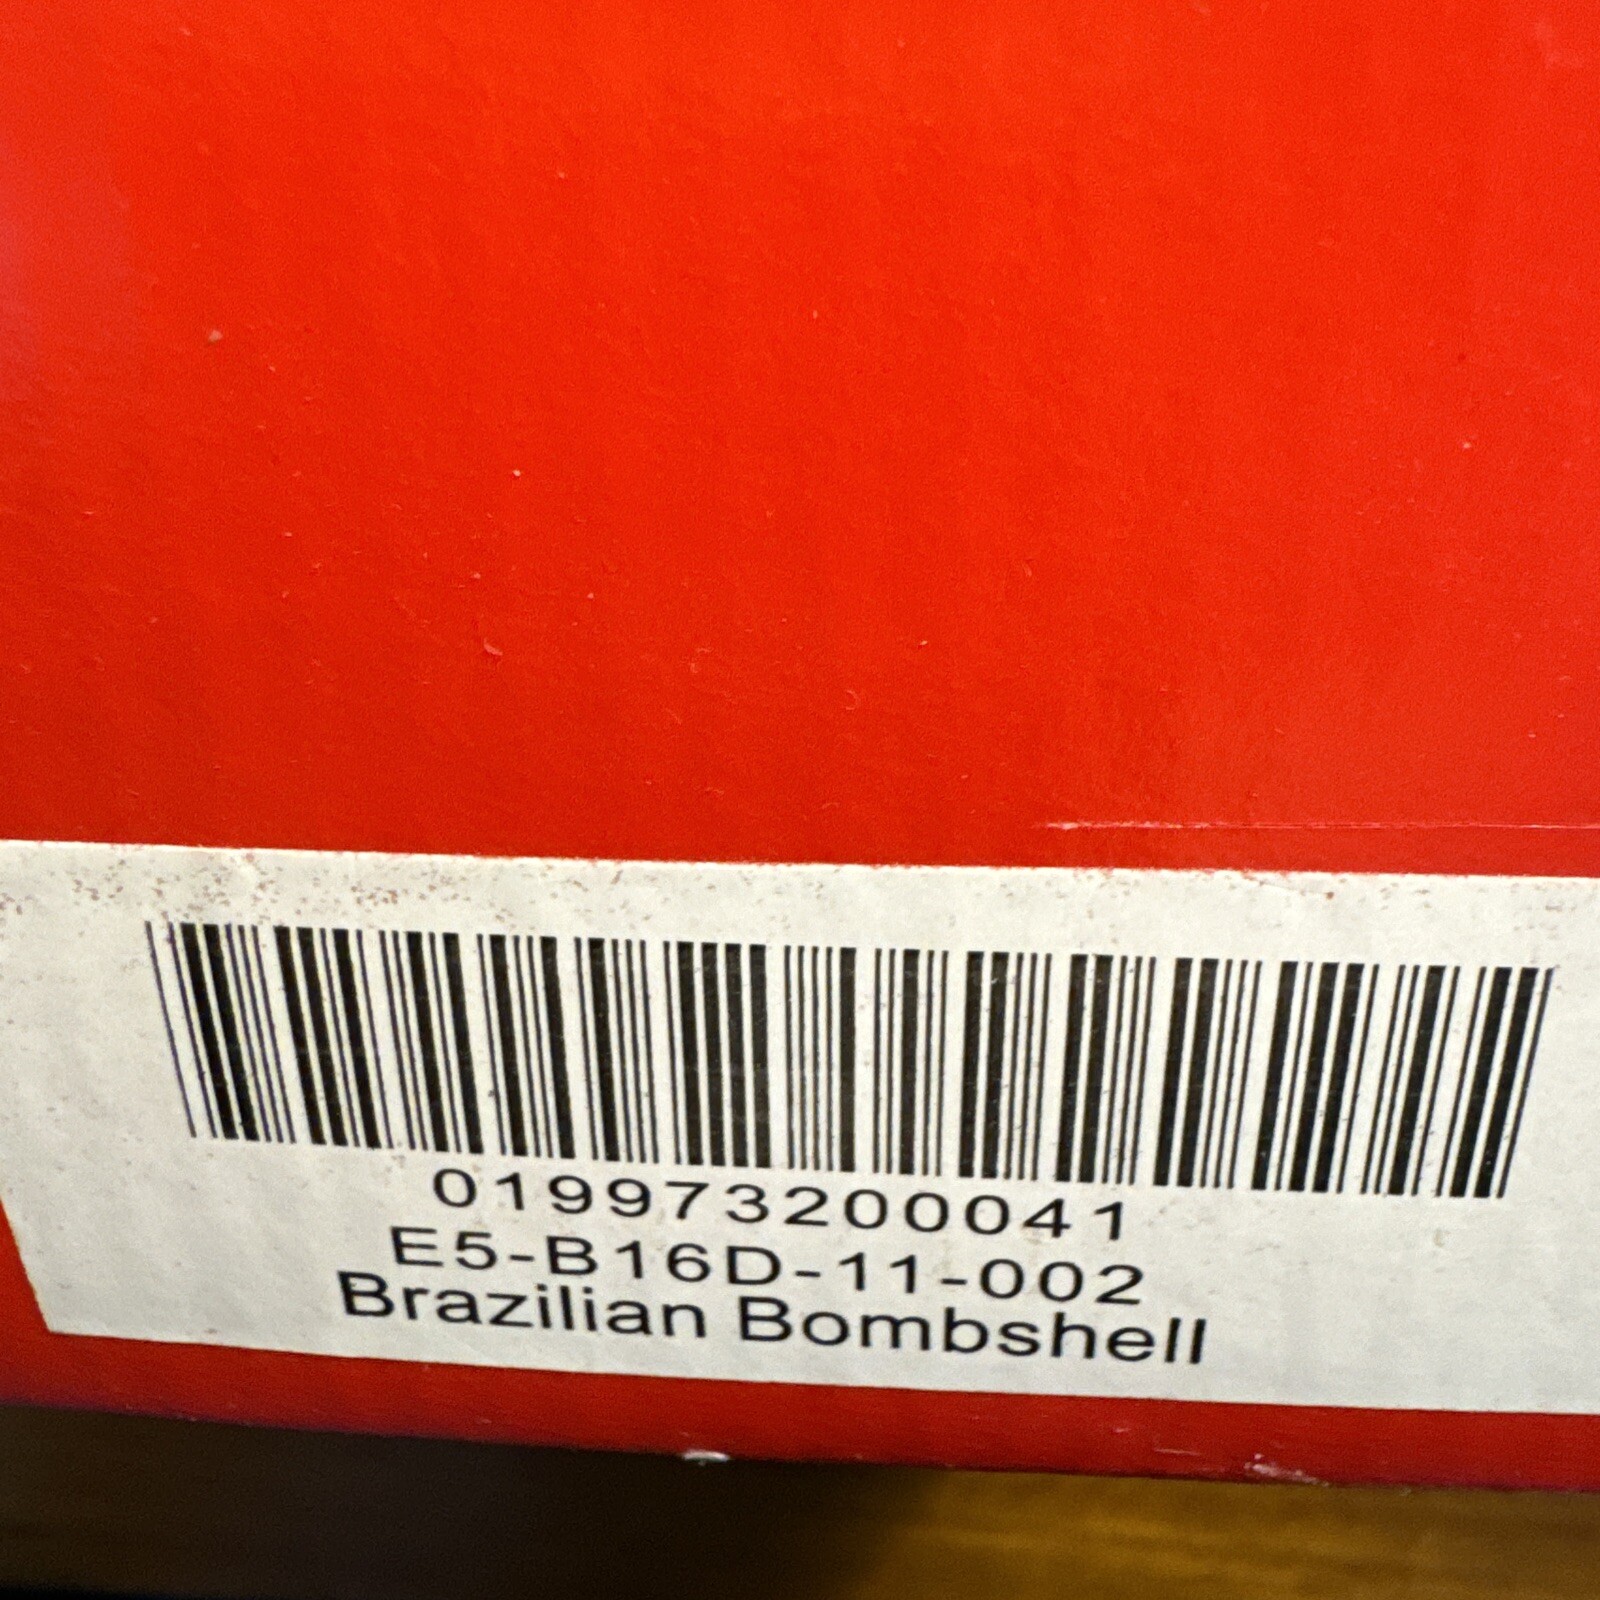 019973200041
E5-B16D-11-002
Brazilian Bombshell